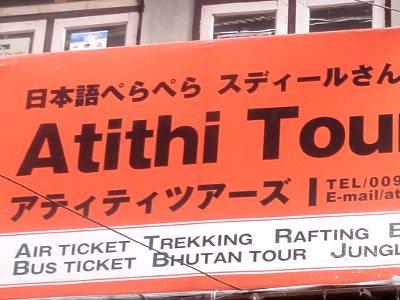 日本語ぺらぺら スディールさん
Atithi Tour
アティティツアーズ | TEL/009
E-mail/at
AIR TICKET TREKKING RAFTING
BUS TICKET BHUTAN TOUR JUNGL